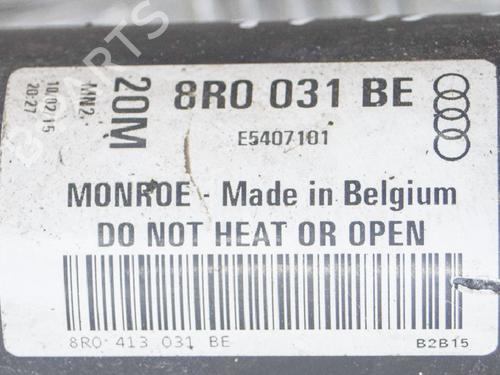 8R0 031 BE
20M
MN2.
10/02/15
20:27
E5407101
MONROE - Made in Belgium
DO NOT HEAT OR OPEN
8R0 413 031 BE
B2B15
B-PARTS